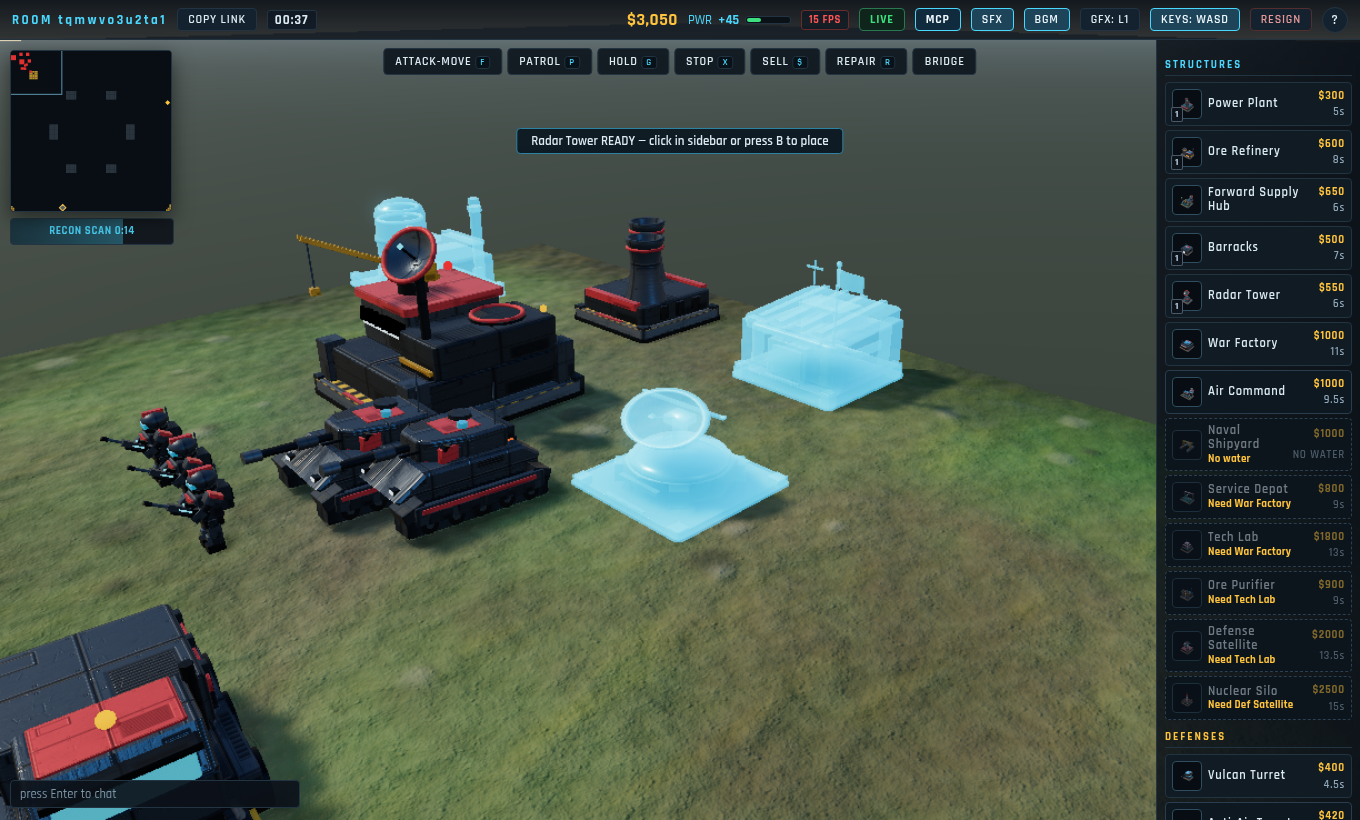 ROOM tqmwvo3u2ta1
COPY LINK
00:37
$3,050
PWR +45
15 FPS
LIVE
MCP
SFX
BGM
GFX: L1
KEYS: WASD
RESIGN
?
ATTACK-MOVE F
PATROL P
HOLD G
STOP X
SELL $
REPAIR R
BRIDGE
Radar Tower READY — click in sidebar or press B to place
RECON SCAN 0:14
STRUCTURES
1
Power Plant
$300
5s
1
Ore Refinery
$600
8s
Forward Supply
Hub
$650
6s
1
Barracks
$500
7s
1
Radar Tower
$550
6s
War Factory
$1000
11s
Air Command
$1000
9.5s
Naval
Shipyard
No water
$1000
NO WATER
Service Depot
Need War Factory
$800
9s
Tech Lab
Need War Factory
$1800
13s
Ore Purifier
Need Tech Lab
$900
9s
Defense
Satellite
Need Tech Lab
$2000
13.5s
Nuclear Silo
Need Def Satellite
$2500
15s
DEFENSES
Vulcan Turret
$400
4.5s
$420
press Enter to chat